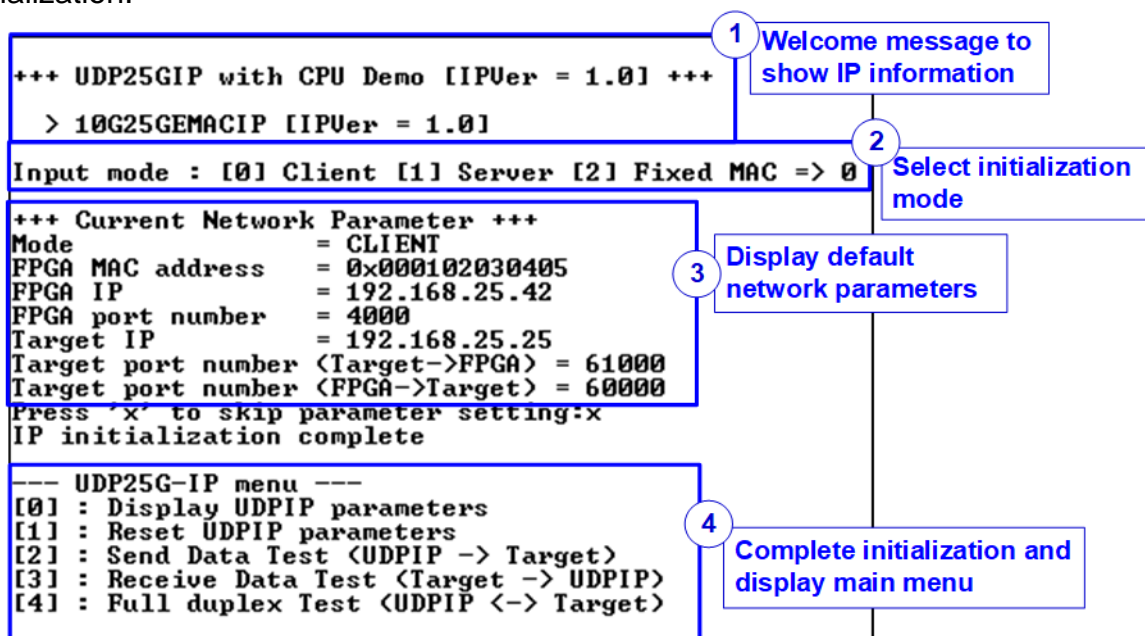 ialization.
1
Welcome message to
show IP information
+++ UDP25GIP with CPU Demo [IPVer = 1.0] +++
> 10G25GEMACIP [IPVer = 1.0]
2
Input mode : [0] Client [1] Server [2] Fixed MAC => 0
Select initialization
mode
+++ Current Network Parameter +++
Mode = CLIENT
FPGA MAC address = 0x000102030405
FPGA IP = 192.168.25.42
FPGA port number = 4000
Target IP = 192.168.25.25
Target port number (Target->FPGA) = 61000
Target port number (FPGA->Target) = 60000
3
Display default
network parameters
Press 'x' to skip parameter setting:x
IP initialization complete
--- UDP25G-IP menu ---
[0] : Display UDPIP parameters
[1] : Reset UDPIP parameters
[2] : Send Data Test (UDPIP -> Target)
[3] : Receive Data Test (Target -> UDPIP)
[4] : Full duplex Test (UDPIP <-> Target)
4
Complete initialization and
display main menu